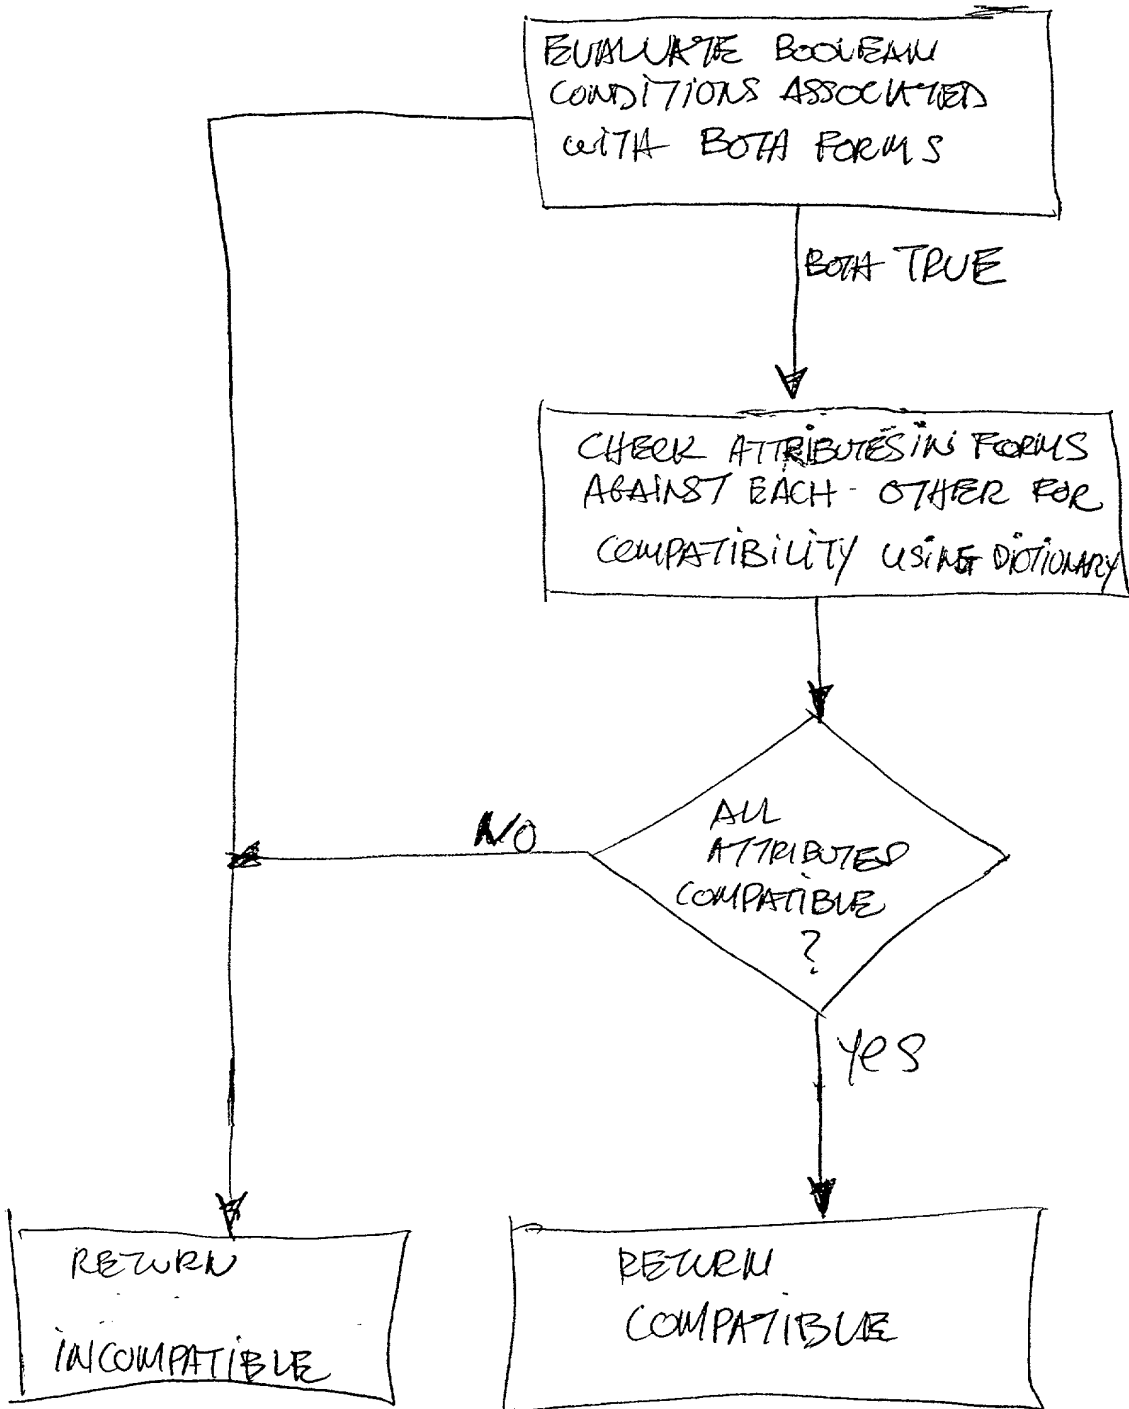 EVALUATE BOOLEAN
CONDITIONS ASSOCIATED
WITH BOTH FORMS
BOTH TRUE
CHECK ATTRIBUTES IN FORMS
AGAINST EACH - OTHER FOR
COMPATIBILITY USING DICTIONARY
NO
ALL
ATTRIBUTED
COMPATIBLE
?
YES
RETURN
INCOMPATIBLE
RETURN
COMPATIBLE